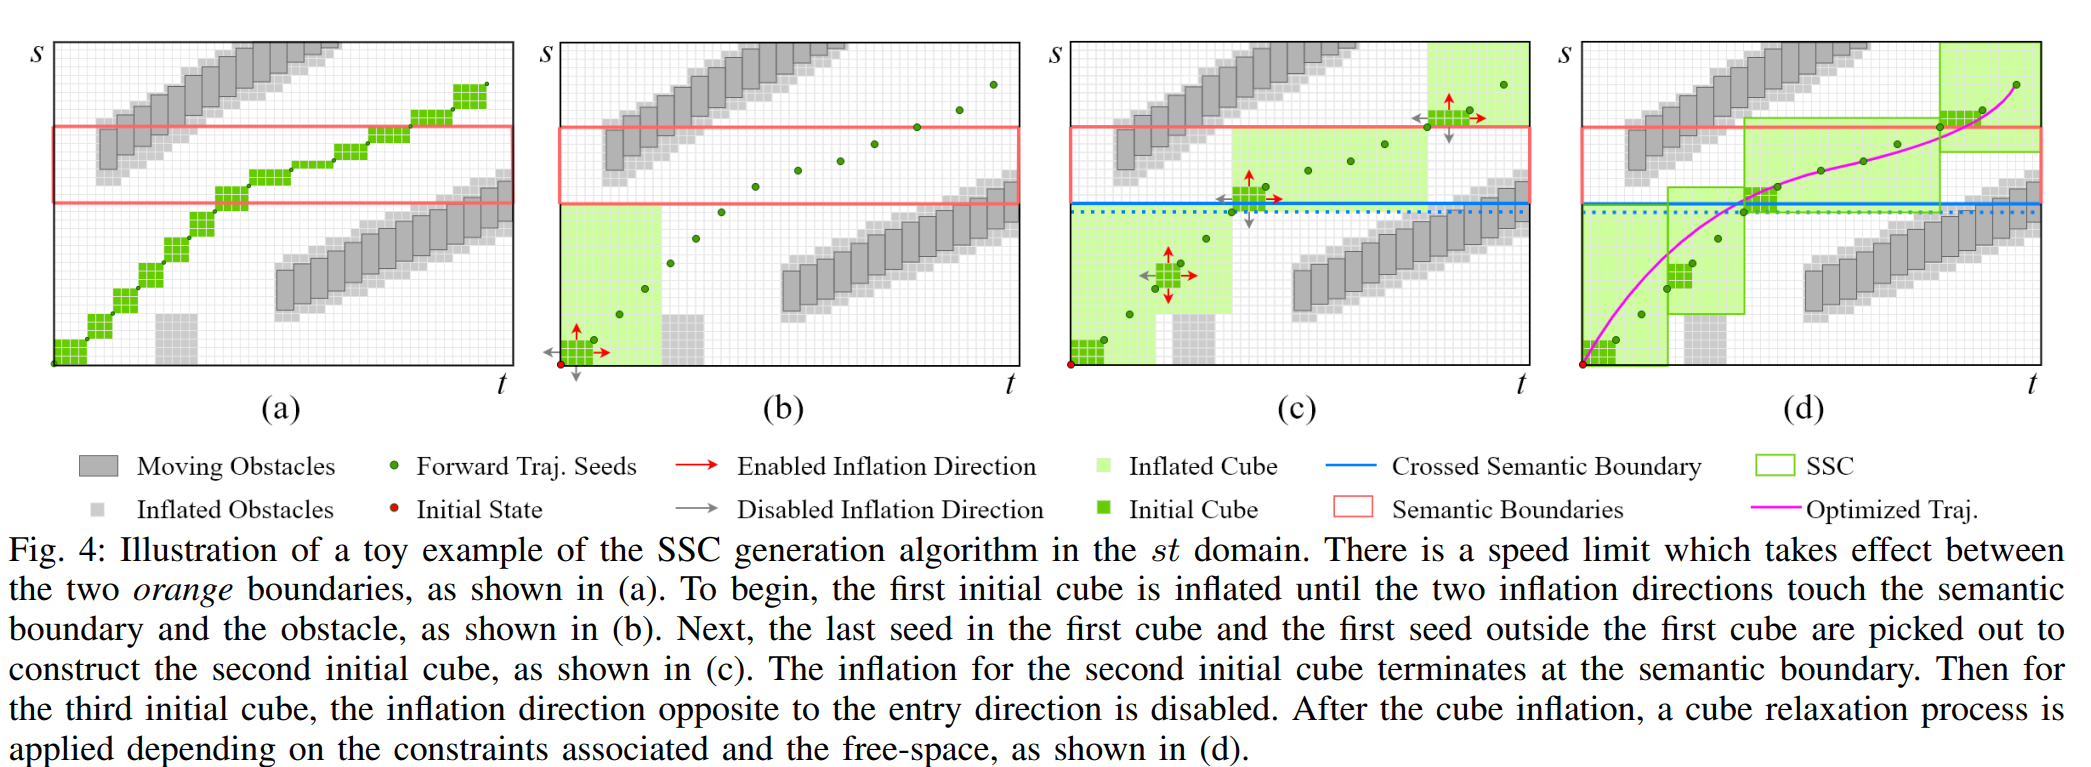 s s s s
t t t t
(a) (b) (c) (d)
Moving Obstacles Forward Traj. Seeds Enabled Inflation Direction Inflated Cube Crossed Semantic Boundary SSC
Inflated Obstacles Initial State Disabled Inflation Direction Initial Cube Semantic Boundaries Optimized Traj.
Fig. 4: Illustration of a toy example of the SSC generation algorithm in the st domain. There is a speed limit which takes effect between
the two orange boundaries, as shown in (a). To begin, the first initial cube is inflated until the two inflation directions touch the semantic
boundary and the obstacle, as shown in (b). Next, the last seed in the first cube and the first seed outside the first cube are picked out to
construct the second initial cube, as shown in (c). The inflation for the second initial cube terminates at the semantic boundary. Then for
the third initial cube, the inflation direction opposite to the entry direction is disabled. After the cube inflation, a cube relaxation process is
applied depending on the constraints associated and the free-space, as shown in (d).